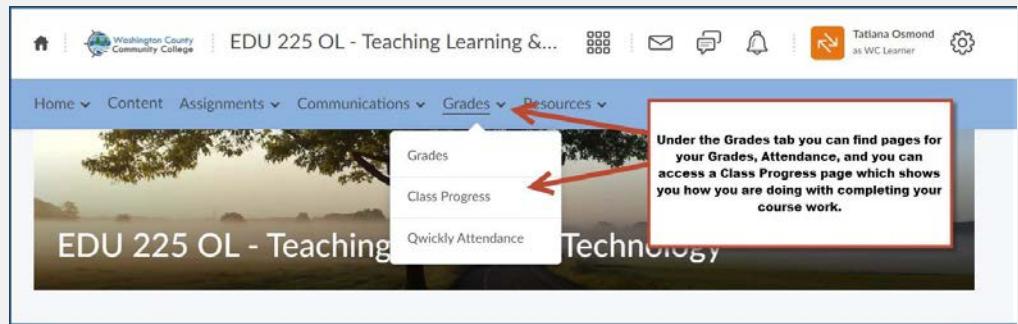 Washington County
Community College
EDU 225 OL - Teaching Learning &...
Tatiana Osmond
as WC Learner
Home Content Assignments Communications Grades Resources
Under the Grades tab you can find pages for
your Grades, Attendance, and you can
access a Class Progress page which shows
you how you are doing with completing your
course work.
Grades
Class Progress
Qwickly Attendance
EDU 225 OL - Teaching Technology